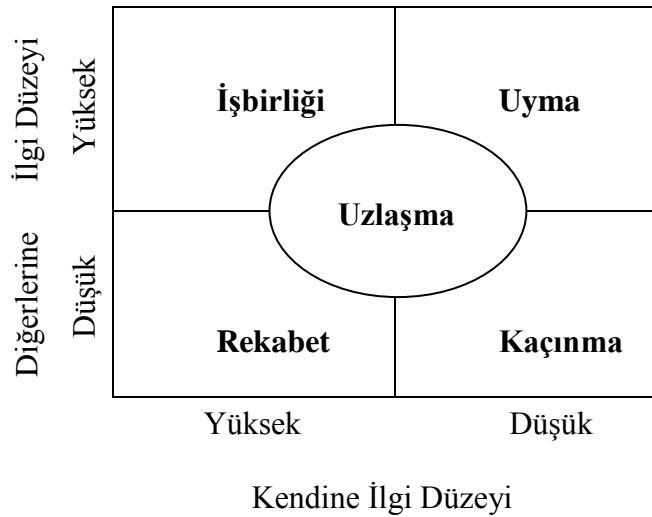 İşbirliği
Uyma
Uzlaşma
Rekabet
Kaçınma
Diğerlerine İlgi Düzeyi
Düşük Yüksek
Yüksek Düşük
Kendine İlgi Düzeyi